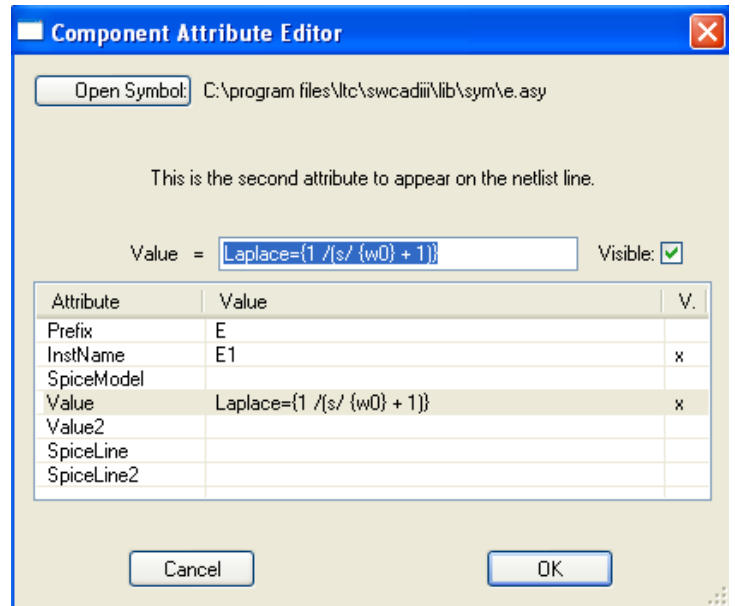 Component Attribute Editor
Open Symbol: C:\program files\ltc\swcadiii\lib\sym\e.asy
This is the second attribute to appear on the netlist line.
Value = Laplace={1 /(s/ {w0} + 1)} Visible:
Attribute Value V.
Prefix E
InstName E1 x
SpiceModel
Value Laplace={1 /(s/ {w0} + 1)} x
Value2
SpiceLine
SpiceLine2
Cancel OK